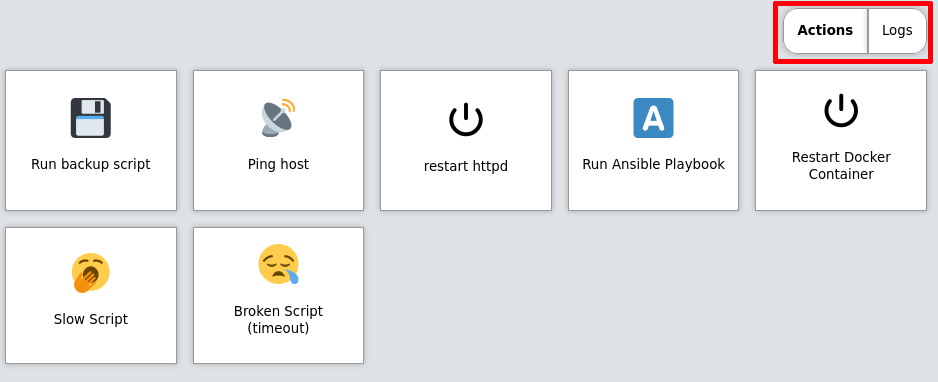 Actions
Logs
Run backup script
Ping host
restart httpd
A
Run Ansible Playbook
Restart Docker
Container
Slow Script
Broken Script
(timeout)